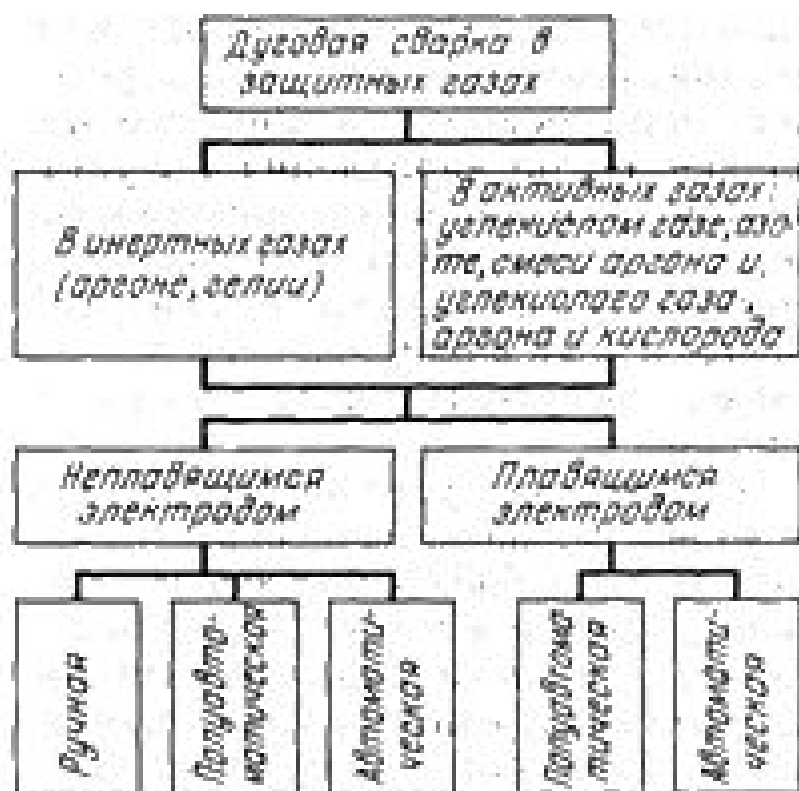 Дуговая сварка в
защитных газах
В инертных газах
(аргоне, гелии)
В активных газах:
углекислом газе, азо-
те, смеси аргона и
углекислого газа,
аргона и кислорода
Неплавящимся
электродом
Плавящимся
электродом
Ручная
Полуавто-
матическая
Автомати-
ческая
Полуавтома
тическая
Автомати-
ческая